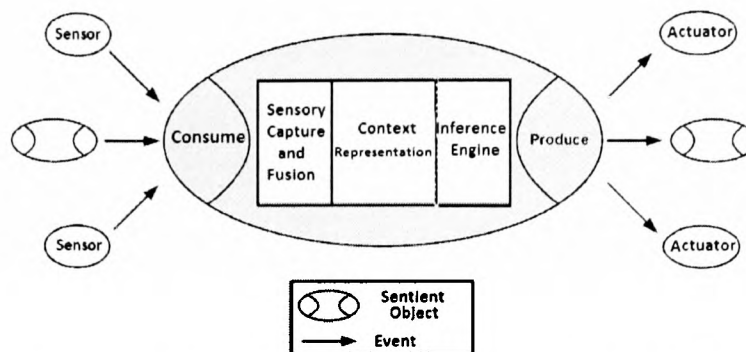 Sensor
Actuator
Consume
Sensory
Capture
and
Fusion
Context
Representation
Inference
Engine
Produce
Sensor
Actuator
Sentient
Object
Event